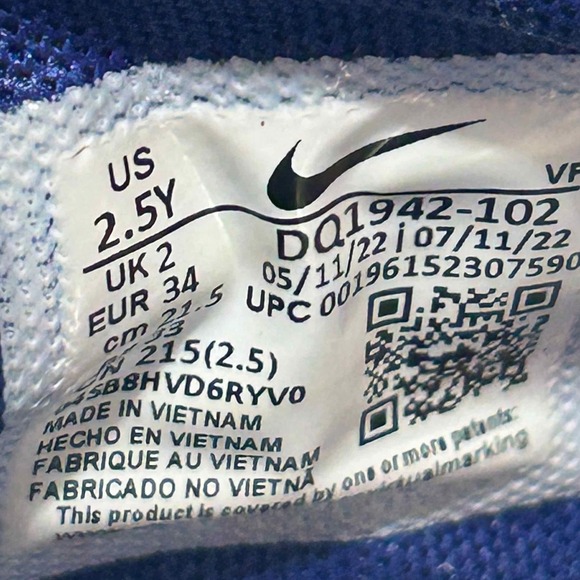 US
2.5Y
UK 2
EUR 34
cm 21.5
33
215(2.5)
MADE IN VIETNAM
HECHO EN VIETNAM
FABRIQUE AU VIETNAM
FABRICADO NO VIETNÃ
VF
DQ1942-102
05/11/22 | 07/11/22
UPC 00196152307590
This product is covered by one or more patents: